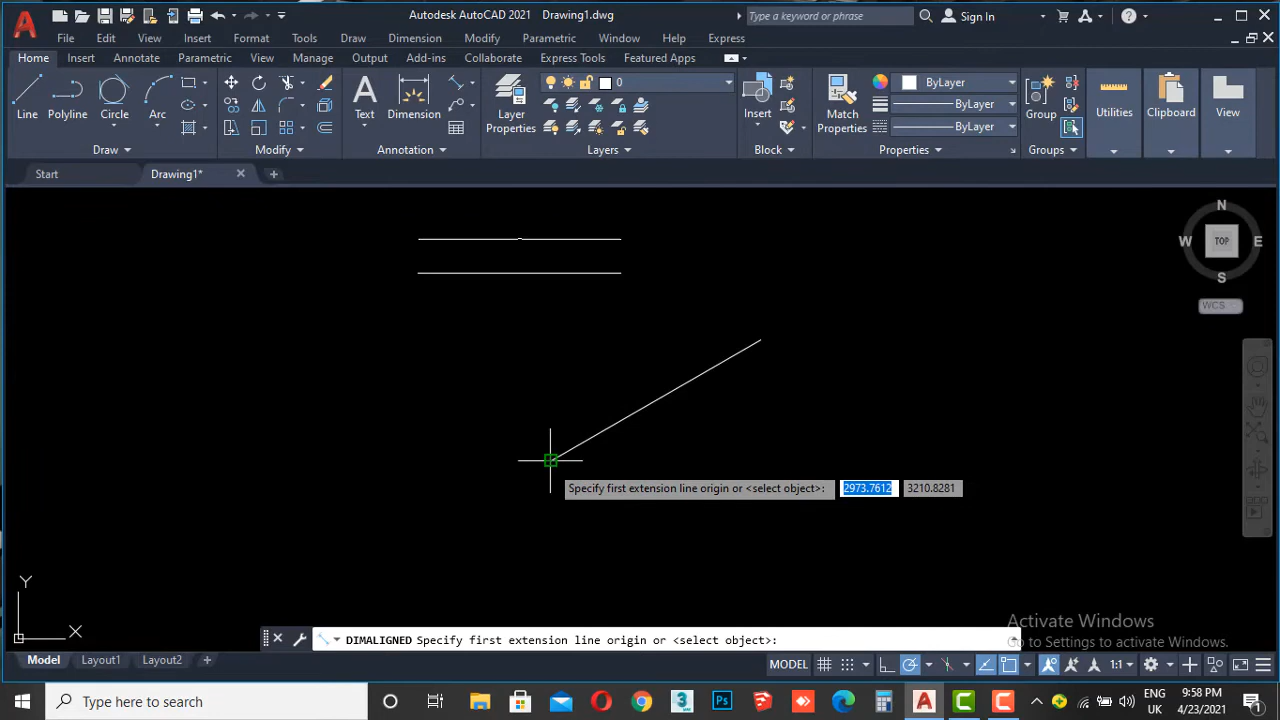 Autodesk AutoCAD 2021 Drawing1.dwg Type a keyword or phrase Sign In
File Edit View Insert Format Tools Draw Dimension Modify Parametric Window Help Express
Home Insert Annotate Parametric View Manage Output Add-ins Collaborate Express Tools Featured Apps
Line Polyline Circle Arc Text Dimension Layer Properties 0 Insert Match Properties ByLayer ByLayer ByLayer Group Utilities Clipboard View
Draw Modify Annotation Layers Block Properties Groups
Start Drawing1*
N
W TOP E
S
WCS
Specify first extension line origin or <select object>: 2973.7612 3210.8281
Y
X
Activate Windows
Go to Settings to activate Windows.
DIMALIGNED Specify first extension line origin or <select object>:
Model Layout1 Layout2 + MODEL 1:1
Type here to search
ENG
UK
9:58 PM
4/23/2021